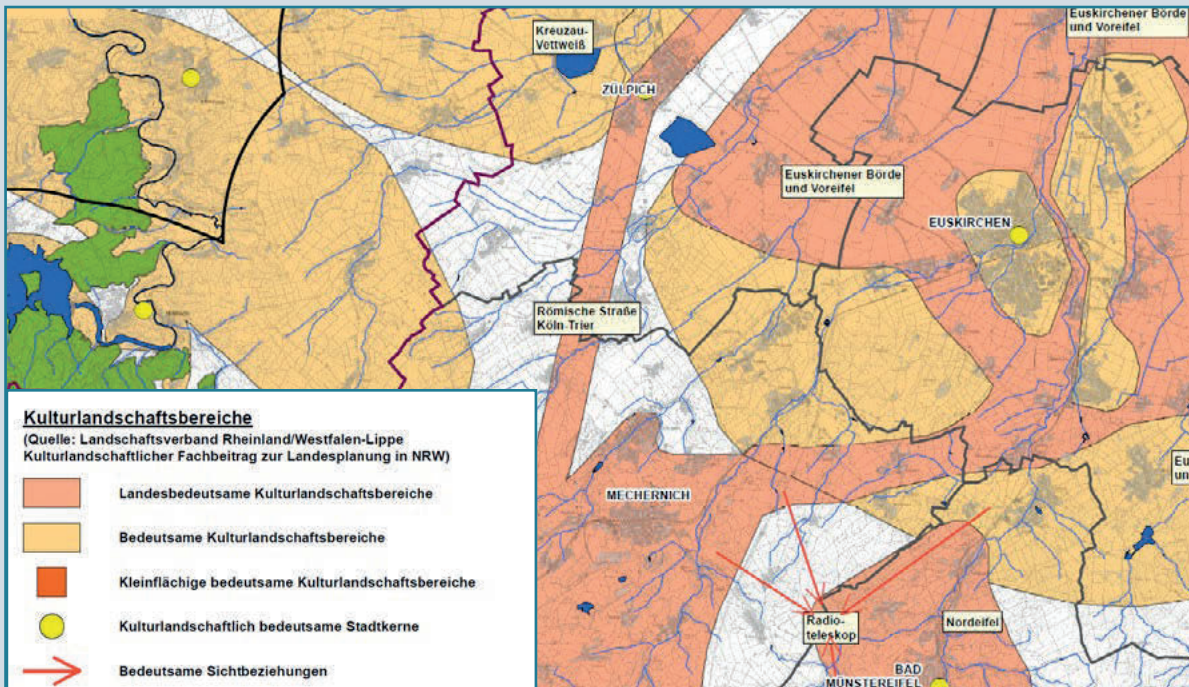 Kreuzau-
Vettweiß
Euskirchener Börde
und Voreifel
ZÜLPICH
Euskirchener Börde
und Voreifel
EUSKIRCHEN
Römische Straße
Köln-Trier
MECHERNICH
Eu
un
Radio-
teleskop
Nordeifel
BAD
MÜNSTEREIFEL
Kulturlandschaftsbereiche
(Quelle: Landschaftsverband Rheinland/Westfalen-Lippe
Kulturlandschaftlicher Fachbeitrag zur Landesplanung in NRW)
Landesbedeutsame Kulturlandschaftsbereiche
Bedeutsame Kulturlandschaftsbereiche
Kleinflächige bedeutsame Kulturlandschaftsbereiche
Kulturlandschaftlich bedeutsame Stadtkerne
Bedeutsame Sichtbeziehungen